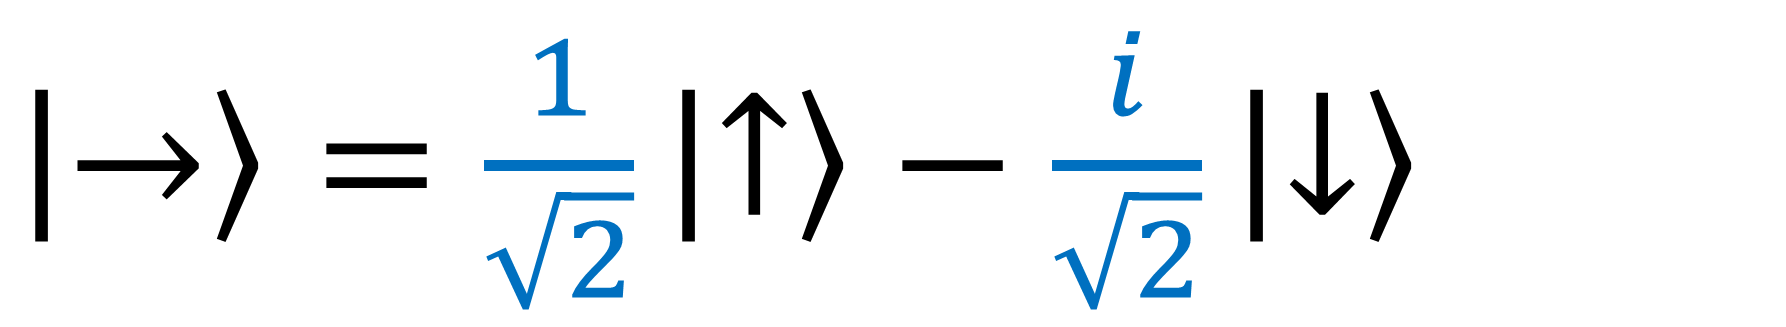 |→⟩ = 1/√2 |↑⟩ − i/√2 |↓⟩